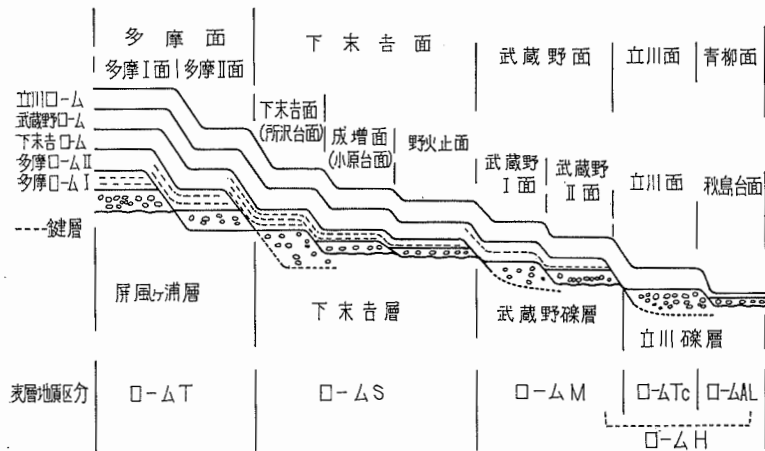 多摩面
下末吉面
武蔵野面
立川面
青柳面
多摩Ⅰ面
多摩Ⅱ面
下末吉面
(所沢台面)
成増面
(小原台面)
野火止面
武蔵野
Ⅰ面
武蔵野
Ⅱ面
立川面
秋島台面
立川ローム
武蔵野ローム
下末吉ローム
多摩ロームⅡ
多摩ロームⅠ
鍵層
屏風ヶ浦層
下末吉層
武蔵野礫層
立川礫層
表層地質区分
ロームT
ロームS
ロームM
ロームTc
ロームAL
ロームH